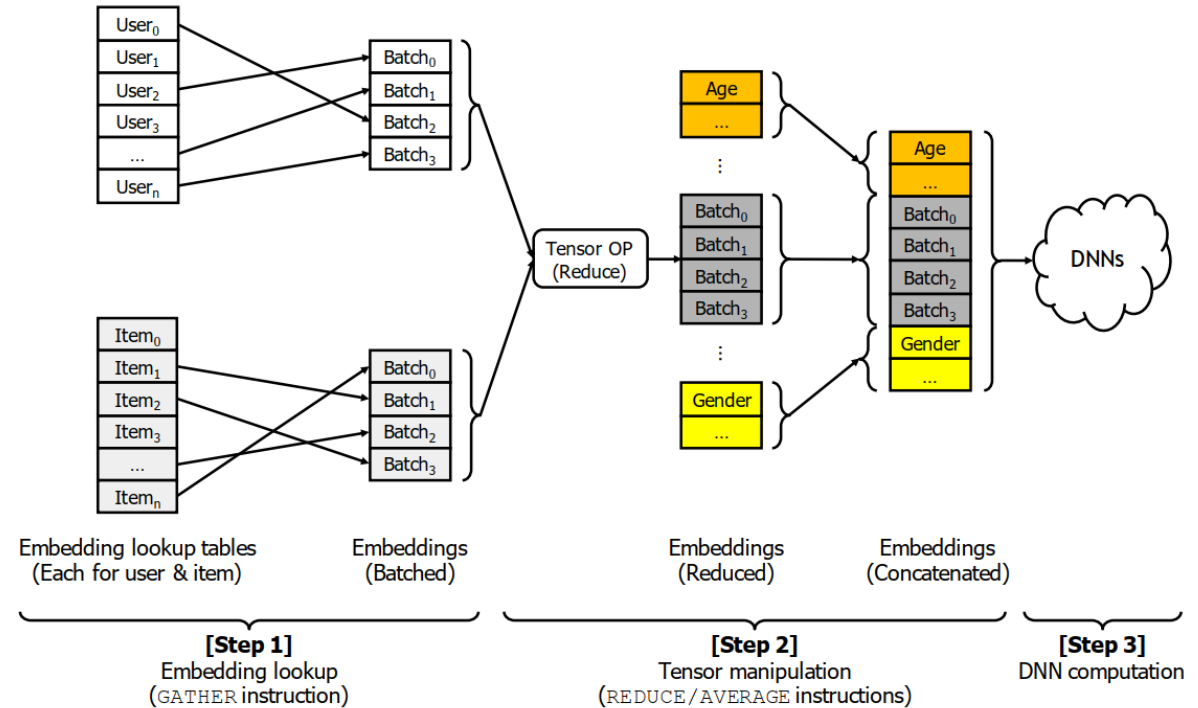 User₀
User₁
User₂
User₃
...
Userₙ
Batch₀
Batch₁
Batch₂
Batch₃
Item₀
Item₁
Item₂
Item₃
...
Itemₙ
Batch₀
Batch₁
Batch₂
Batch₃
Tensor OP
(Reduce)
Age
...
⋮
Batch₀
Batch₁
Batch₂
Batch₃
⋮
Gender
...
Age
...
Batch₀
Batch₁
Batch₂
Batch₃
Gender
...
DNNs
Embedding lookup tables
(Each for user & item)
Embeddings
(Batched)
Embeddings
(Reduced)
Embeddings
(Concatenated)
[Step 1]
Embedding lookup
(GATHER instruction)
[Step 2]
Tensor manipulation
(REDUCE/AVERAGE instructions)
[Step 3]
DNN computation